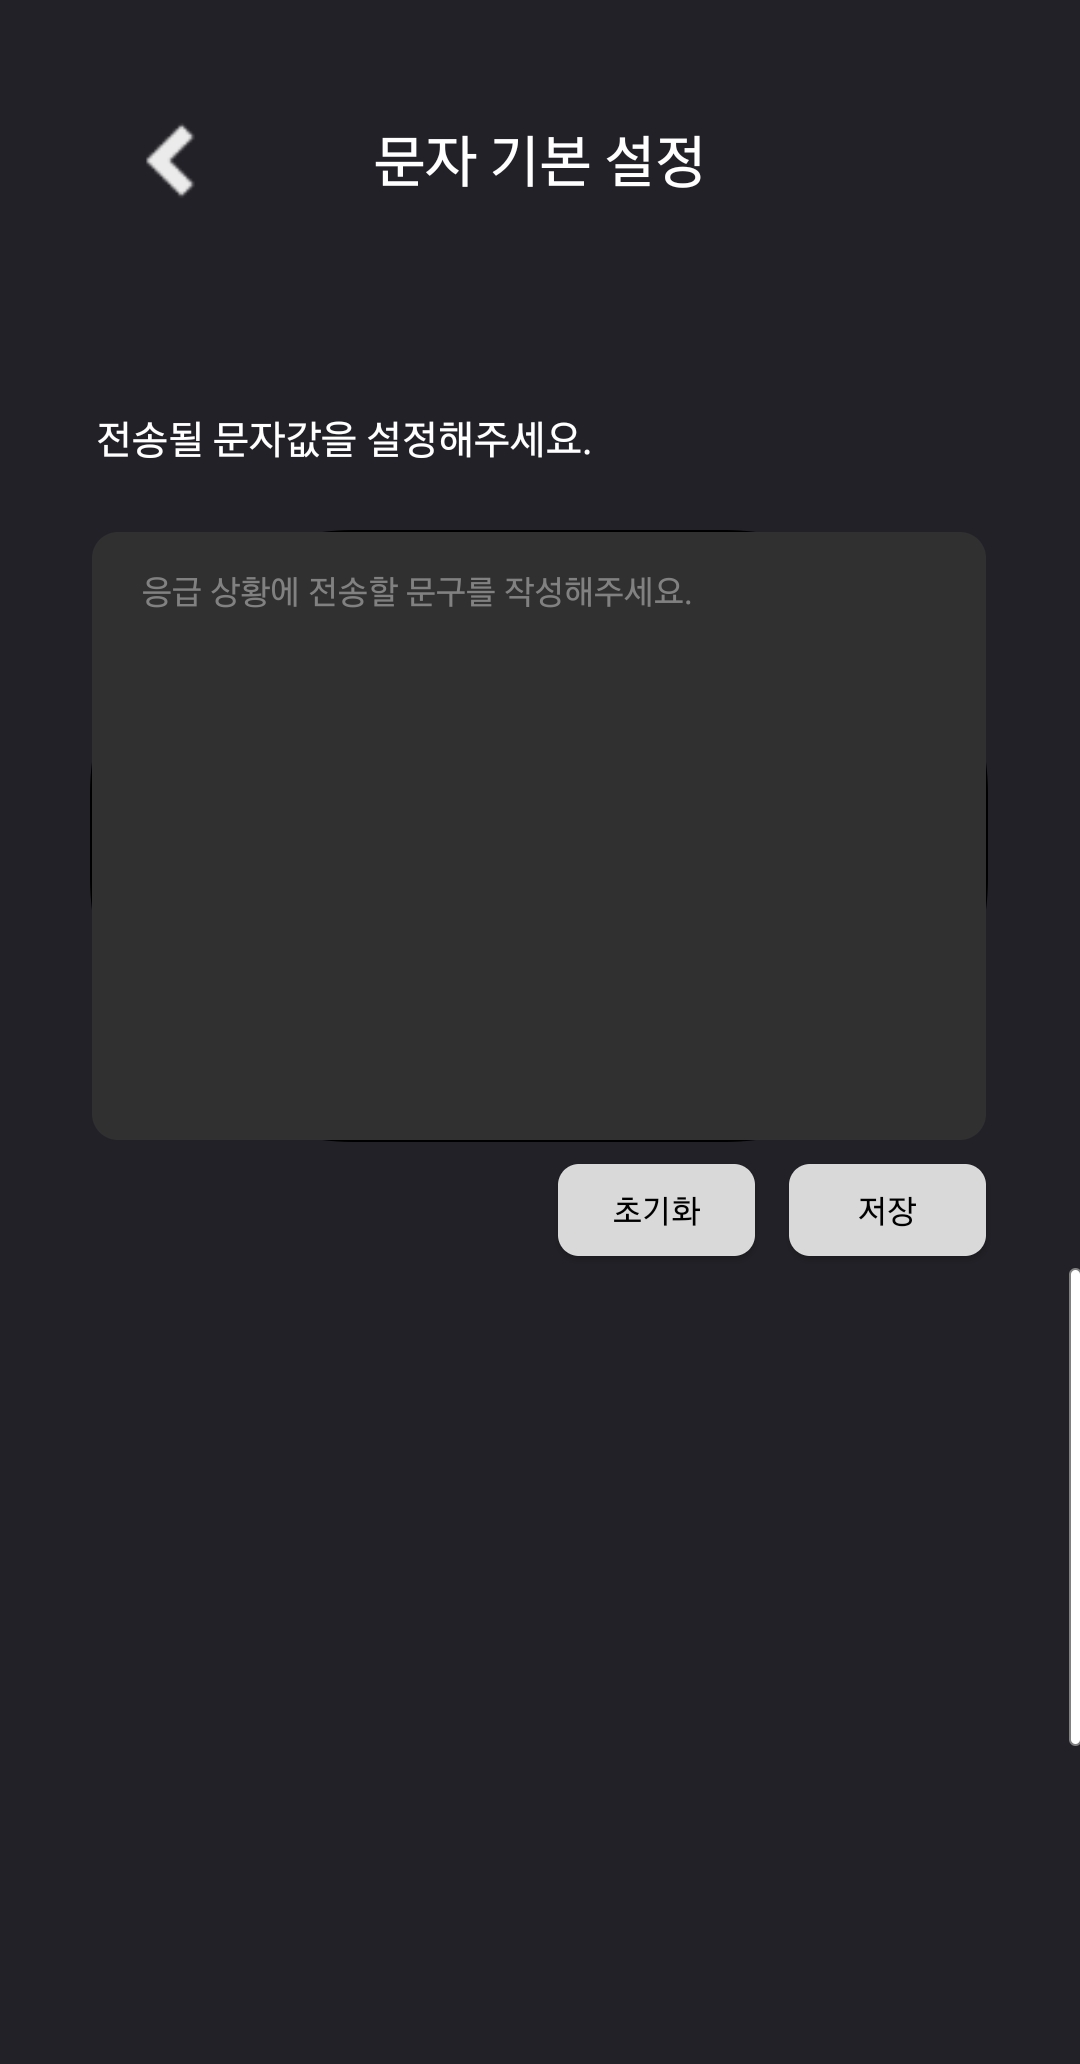 문자 기본 설정
전송될 문자값을 설정해주세요.
응급 상황에 전송할 문구를 작성해주세요.
초기화 저장